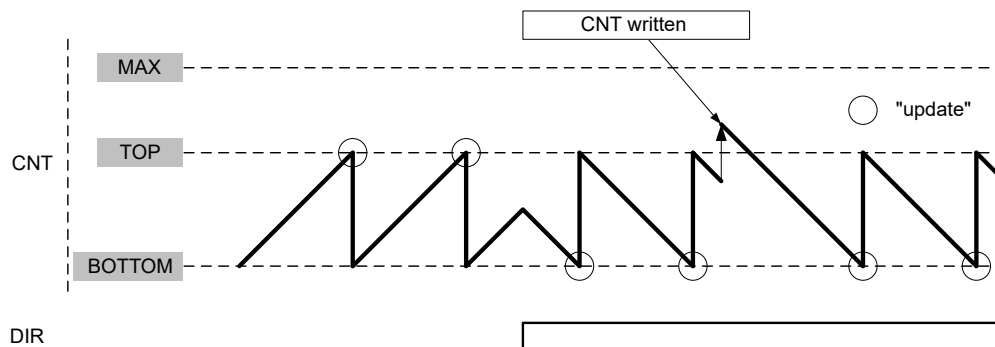 CNT written
MAX
"update"
TOP
CNT
BOTTOM
DIR